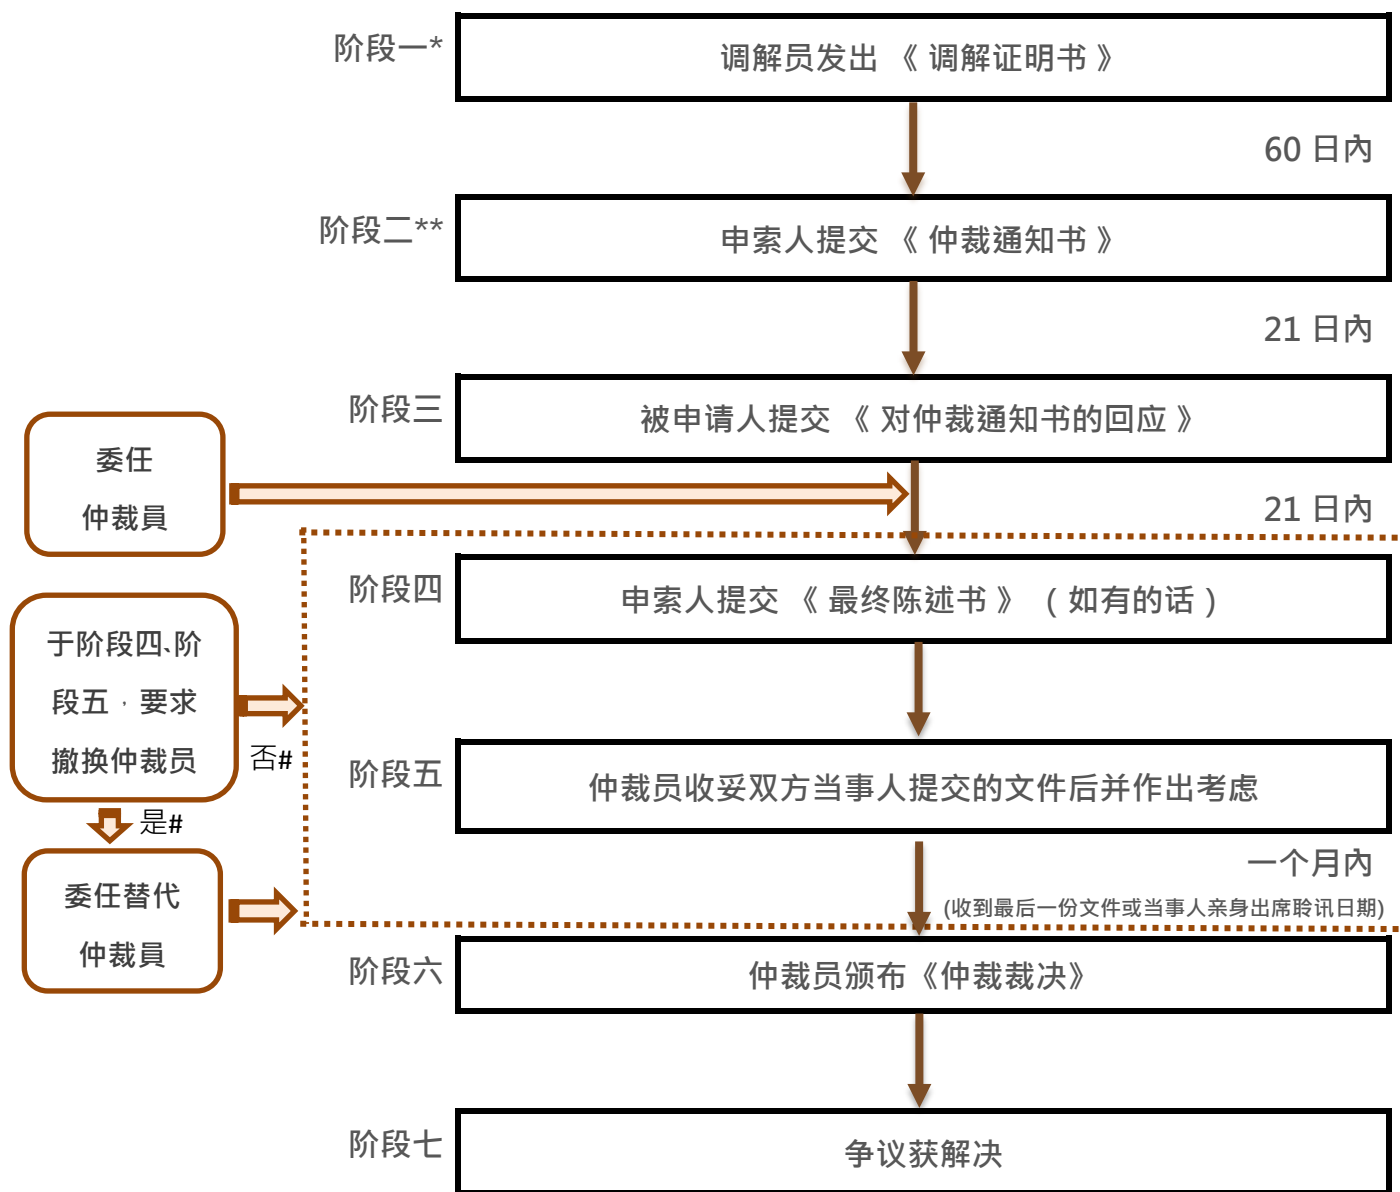 阶段一*
调解员发出 《 调解证明书 》
60 日內
阶段二**
申索人提交 《 仲裁通知书 》
21 日內
阶段三
被申请人提交 《 对仲裁通知书的回应 》
委任
仲裁員
21 日內
阶段四
申索人提交 《 最终陈述书 》 （如有的话）
于阶段四、阶
段五，要求
撤换仲裁员
否#
是#
阶段五
仲裁员收妥双方当事人提交的文件后并作出考虑
一个月內
(收到最后一份文件或当事人亲身出席聆讯日期)
委任替代
仲裁員
阶段六
仲裁员颁布《仲裁裁决》
阶段七
争议获解决